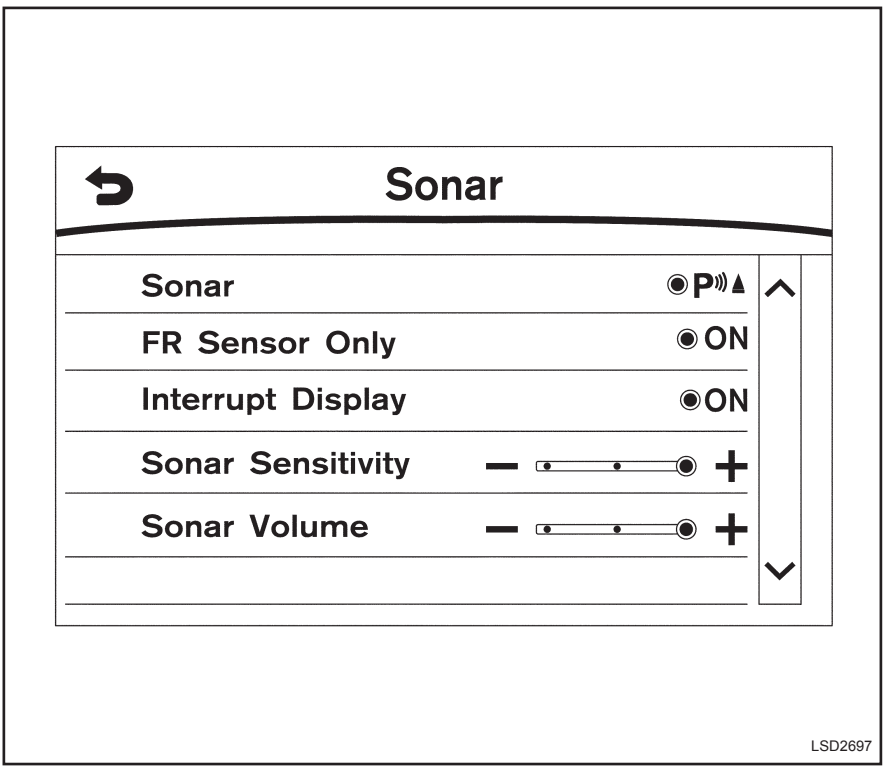 Sonar
Sonar P
FR Sensor Only ON
Interrupt Display ON
Sonar Sensitivity − +
Sonar Volume − +
LSD2697